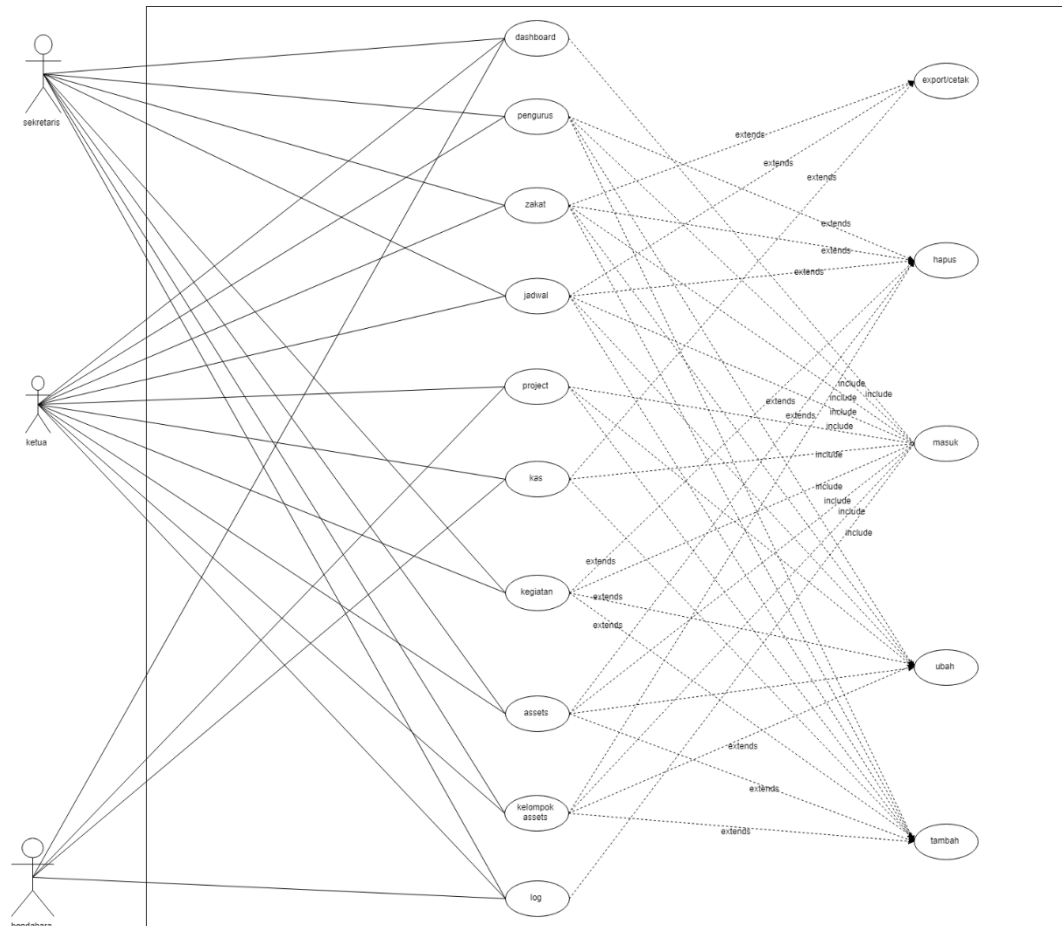 dashboard
export/cetak
pengurus
sekretaris
extends
extends
extends
zakat
extends
extends
hapus
extends
jadwal
project
include
include
include
extends
include
extends
include
ketua
masuk
include
kas
include
include
include
include
extends
kegiatan
extends
extends
ubah
assets
extends
extends
kelompok
assets
extends
tambah
log
bendahara